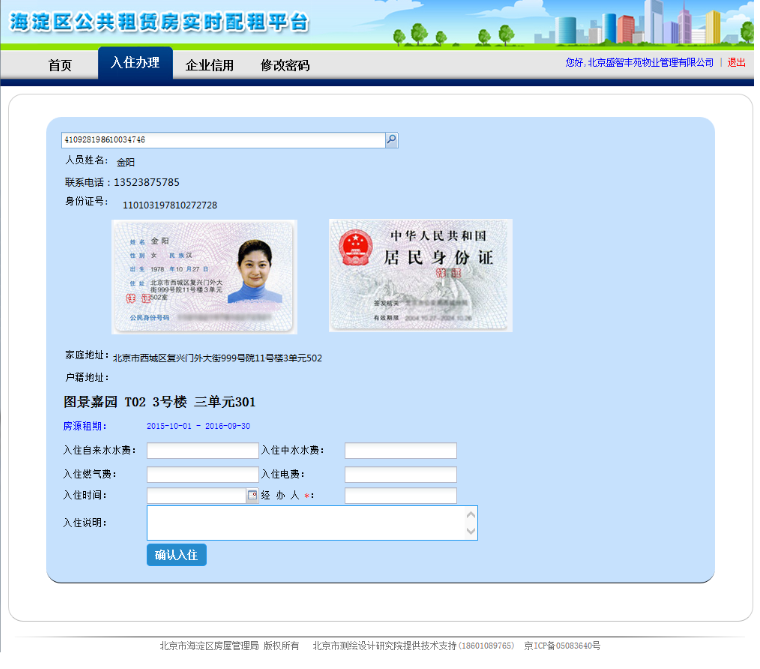 海淀区公共租赁房实时配租平台
首页 入住办理 企业信用 修改密码 您好,北京盛智丰苑物业管理有限公司 | 退出
410928198610034746
人员姓名: 金阳
联系电话:13523875785
身份证号: 110103197810272728
姓名 金阳
性别 女 民族汉
出生 1978 年10 月27 日
住址 北京市西城区复兴门外大
街999号院11号楼3单元
502室
公民身份号码
中华人民共和国
居民身份证
签发机关
有效期限 2004.10.27-2024.10.26
家庭地址: 北京市西城区复兴门外大街999号院11号楼3单元502
户籍地址:
图景嘉园 T02 3号楼 三单元301
房源租期: 2015-10-01 - 2016-09-30
入住自来水水费: 入住中水水费:
入住燃气费: 入住电费:
入住时间: 经 办 人 *:
入住说明:
确认入住
北京市海淀区房屋管理局 版权所有 北京市测绘设计研究院提供技术支持(18601089765) 京ICP备05083640号